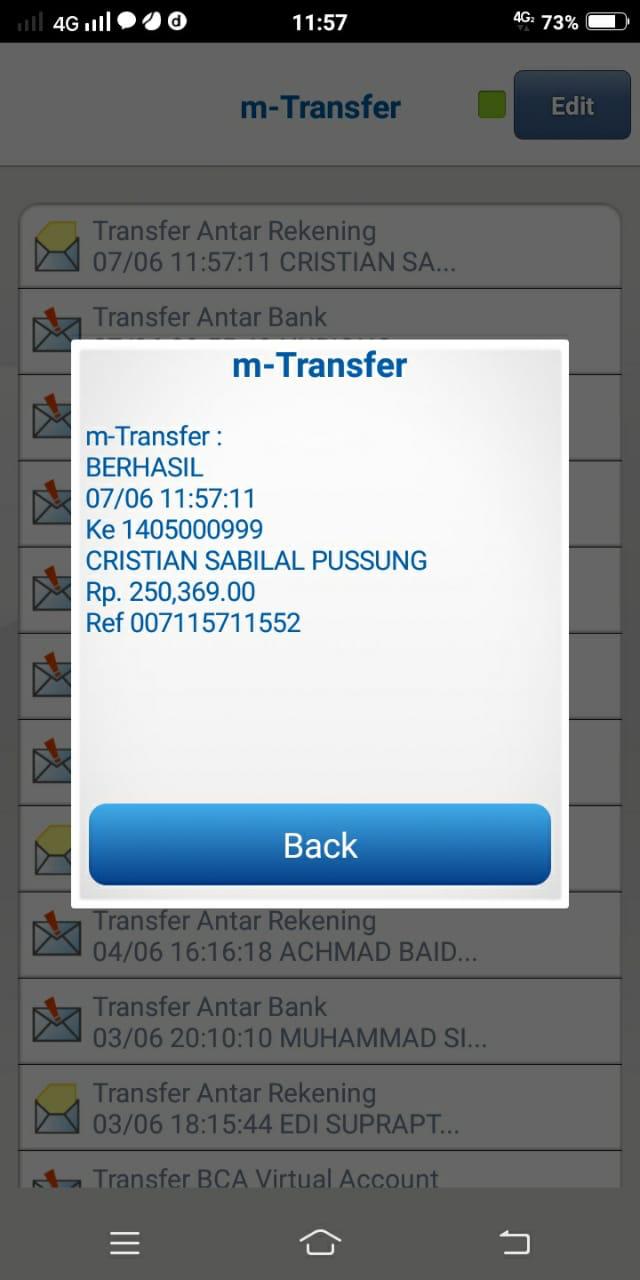 4G 11:57 4G 73%
m-Transfer
Edit
Transfer Antar Rekening
07/06 11:57:11 CRISTIAN SA...
Transfer Antar Bank
m-Transfer
m-Transfer :
BERHASIL
07/06 11:57:11
Ke 1405000999
CRISTIAN SABILAL PUSSUNG
Rp. 250,369.00
Ref 007115711552
Back
Transfer Antar Rekening
04/06 16:16:18 ACHMAD BAID...
Transfer Antar Bank
03/06 20:10:10 MUHAMMAD SI...
Transfer Antar Rekening
03/06 18:15:44 EDI SUPRAPT...
Transfer BCA Virtual Account